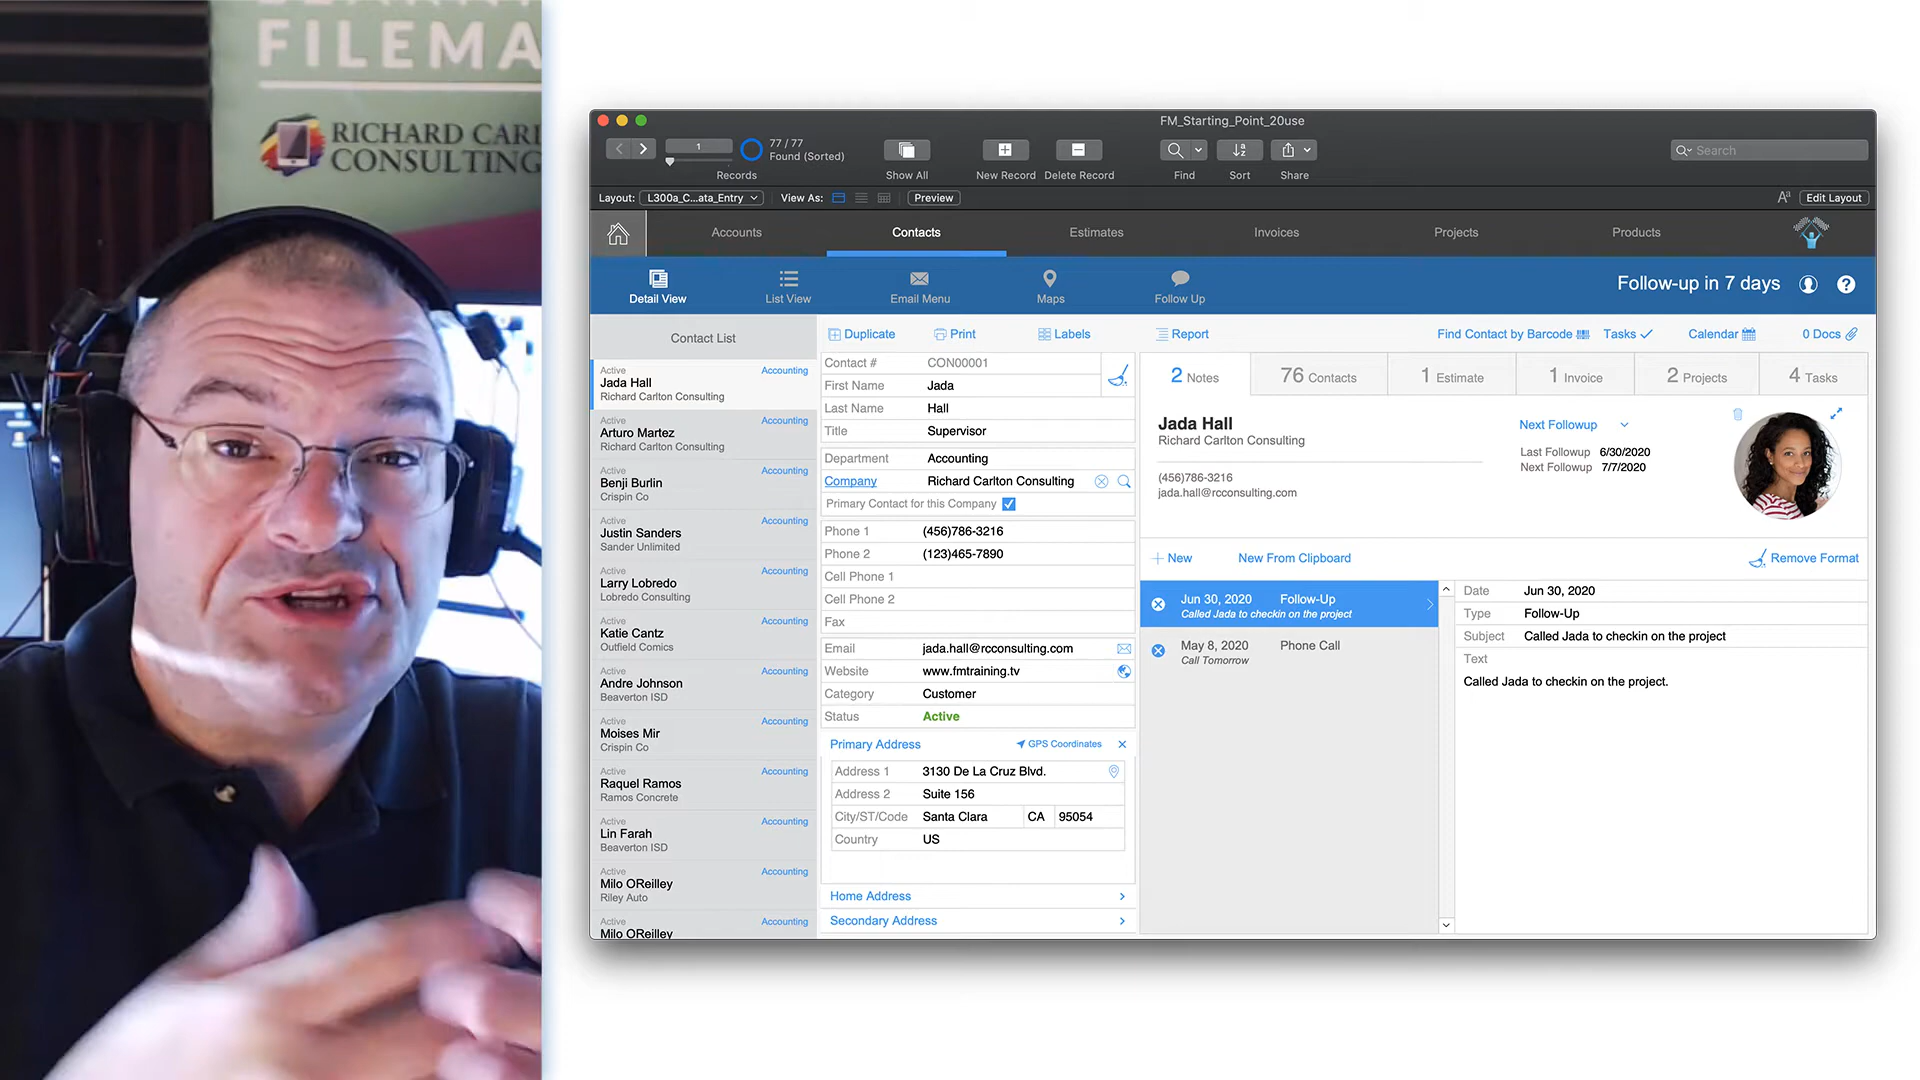 FILEMA
RICHARD CARL
CONSULTING
FM_Starting_Point_20use
1
77 / 77
Found (Sorted)
Records
Show All
New Record
Delete Record
Find
Sort
Share
Search
Layout:
L300a_C...ata_Entry
View As:
Preview
Aa
Edit Layout
Accounts
Contacts
Estimates
Invoices
Projects
Products
Detail View
List View
Email Menu
Maps
Follow Up
Follow-up in 7 days
?
Contact List
Duplicate
Print
Labels
Report
Find Contact by Barcode
Tasks
Calendar
0 Docs
Active Accounting
Jada Hall
Richard Carlton Consulting
Active Accounting
Arturo Martez
Richard Carlton Consulting
Active Accounting
Benji Burlin
Crispin Co
Active Accounting
Justin Sanders
Sander Unlimited
Active Accounting
Larry Lobredo
Lobredo Consulting
Active Accounting
Katie Cantz
Outfield Comics
Active Accounting
Andre Johnson
Beaverton ISD
Active Accounting
Moises Mir
Crispin Co
Active Accounting
Raquel Ramos
Ramos Concrete
Active Accounting
Lin Farah
Beaverton ISD
Active Accounting
Milo OReilley
Riley Auto
Active Accounting
Milo OReilley
Contact # CON00001
First Name Jada
Last Name Hall
Title Supervisor
Department Accounting
Company Richard Carlton Consulting
Primary Contact for this Company
Phone 1 (456)786-3216
Phone 2 (123)465-7890
Cell Phone 1
Cell Phone 2
Fax
Email jada.hall@rcconsulting.com
Website www.fmtraining.tv
Category Customer
Status Active
Primary Address GPS Coordinates
Address 1 3130 De La Cruz Blvd.
Address 2 Suite 156
City/ST/Code Santa Clara CA 95054
Country US
Home Address
Secondary Address
2 Notes
76 Contacts
1 Estimate
1 Invoice
2 Projects
4 Tasks
Jada Hall
Richard Carlton Consulting
(456)786-3216
jada.hall@rcconsulting.com
Next Followup
Last Followup 6/30/2020
Next Followup 7/7/2020
New
New From Clipboard
Remove Format
Jun 30, 2020 Follow-Up
Called Jada to checkin on the project
May 8, 2020 Phone Call
Call Tomorrow
Date Jun 30, 2020
Type Follow-Up
Subject Called Jada to checkin on the project
Text
Called Jada to checkin on the project.